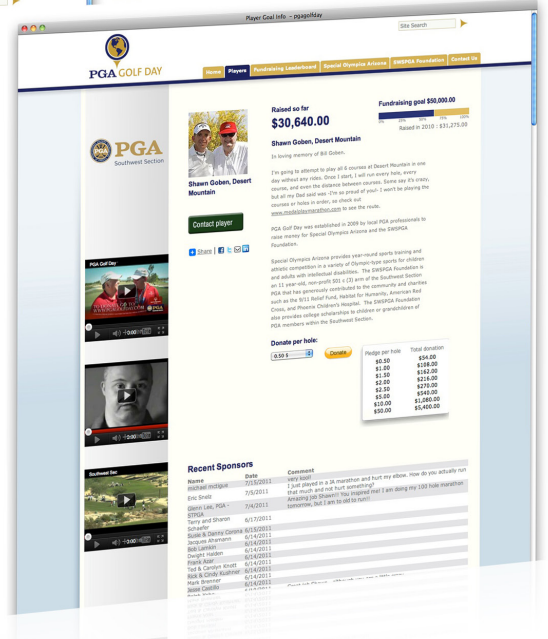 Player Goal Info - pgagolfday
Site Search
PGA GOLF DAY
Home Players Fundraising Leaderboard Special Olympics Arizona SWSPGA Foundation Contact Us
PGA
Southwest Section
Shawn Goben, Desert
Mountain
Contact player
Share
Raised so far
$30,640.00
Fundraising goal $50,000.00
0% 25% 50% 75% 100%
Raised in 2010 : $31,275.00
Shawn Goben, Desert Mountain
In loving memory of Bill Goben.
I'm going to attempt to play all 6 courses at Desert Mountain is one
day without any rides. Once I start, I will run every hole, every
course, and even the distance between courses. Some say it's crazy,
but all my Dad said was -I'm so proud of you!- I won't be playing the
courses or holes in order, so check out
www.medalplaymarathon.com to see the route.
PGA Golf Day was established in 2009 by local PGA professionals to
raise money for Special Olympics Arizona and the SWSPGA
Foundation.
Special Olympics Arizona provides year-round sports training and
athletic competition in a variety of Olympic-type sports for children
and adults with intellectual disabilities. The SWSPGA Foundation is
an 11 year-old, non-profit 501 c (3) arm of the Southwest Section
PGA that has generously contributed to the community and charities
such as the 9/11 Relief Fund, Habitat for Humanity, American Red
Cross, and Phoenix Children's Hospital. The SWSPGA Foundation
also provides college scholarships to children or grandchildren of
PGA members within the Southwest Section.
PGA Golf Day
0:00
0:00
Southwest Sec
0:00
Donate per hole:
0.50 $
Donate
Pledge per hole Total donation
$0.50 $54.00
$1.00 $108.00
$1.50 $162.00
$2.00 $216.00
$2.50 $270.00
$5.00 $540.00
$10.00 $1,080.00
$50.00 $5,400.00
Recent Sponsors
Name Date Comment
michael mctigue 7/15/2011 very kool!
Eric Snelz 7/5/2011 I just played in a JA marathon and hurt my elbow. How do you actually run
that much and not hurt something?
Glenn Lee, PGA -
STPGA 7/4/2011 Amazing job Shawn!! You inspired me! I am doing my 100 hole marathon
tomorrow, but I am to old to run!!
Terry and Sharon
Schaefer 6/17/2011
Suski & Danny Corona 6/15/2011
Jacques Ahamann 6/14/2011
Bob Lamkin 6/14/2011
Dwight Halden 6/14/2011
Frank Azar 6/14/2011
Ted & Carolyn Knott 6/14/2011
Rick & Cindy Kushner 6/14/2011
Mark Brenner 6/14/2011
Jesse Castillo